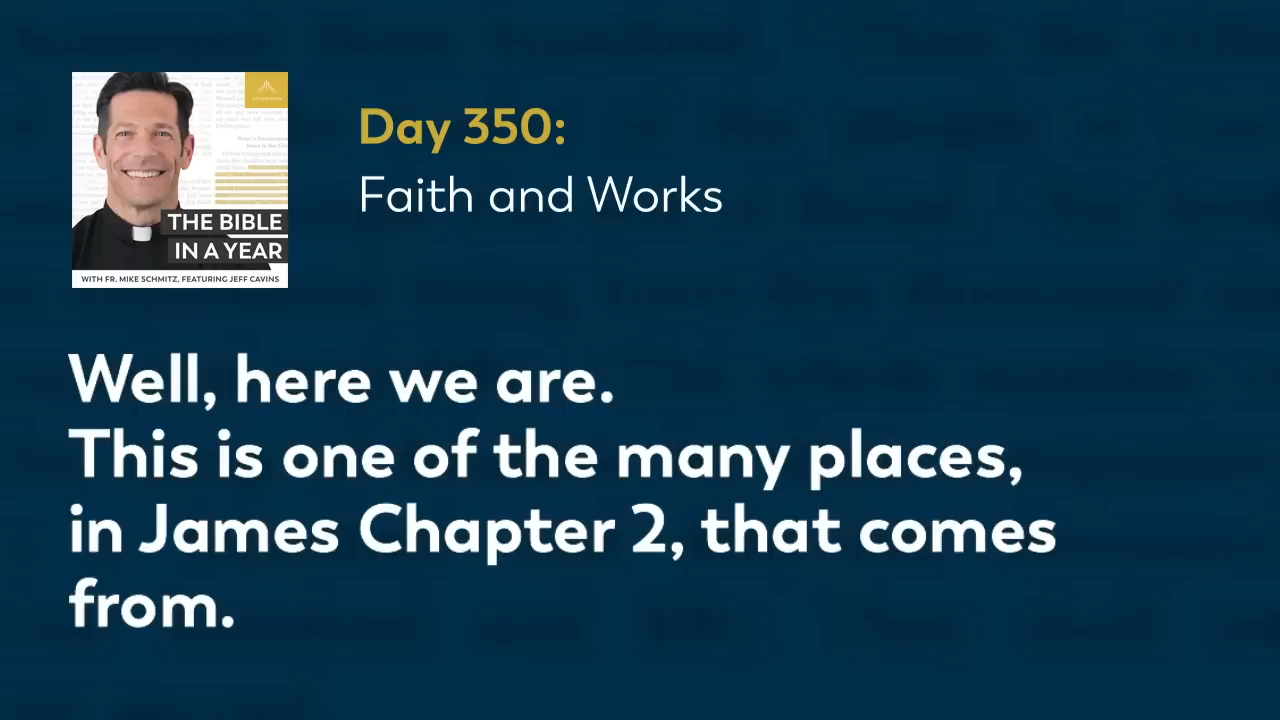 THE BIBLE
IN A YEAR
WITH FR. MIKE SCHMITZ, FEATURING JEFF CAVINS
Day 350:
Faith and Works
Well, here we are.
This is one of the many places,
in James Chapter 2, that comes
from.